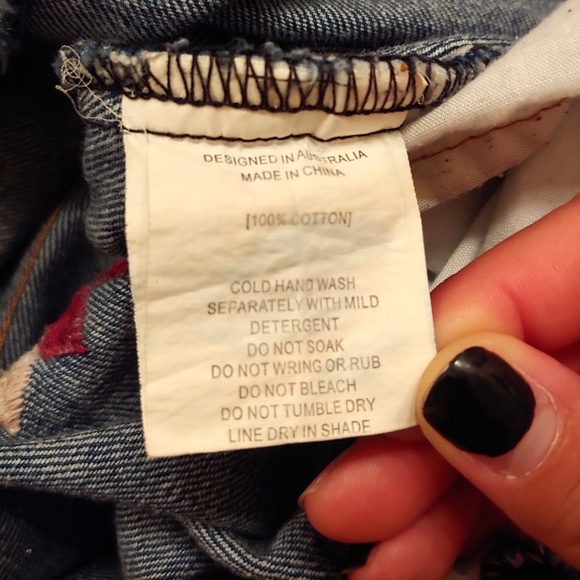 DESIGNED IN AUSTRALIA
MADE IN CHINA
[100% COTTON]
COLD HAND WASH
SEPARATELY WITH MILD
DETERGENT
DO NOT SOAK
DO NOT WRING OR RUB
DO NOT BLEACH
DO NOT TUMBLE DRY
LINE DRY IN SHADE